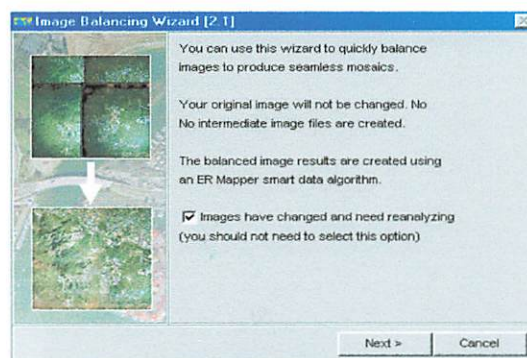 Image Balancing Wizard [2.1]
You can use this wizard to quickly balance
images to produce seamless mosaics.
Your original image will not be changed. No
No intermediate image files are created.
The balanced image results are created using
an ER Mapper smart data algorithm.
Images have changed and need reanalyzing
(you should not need to select this option)
Next >
Cancel